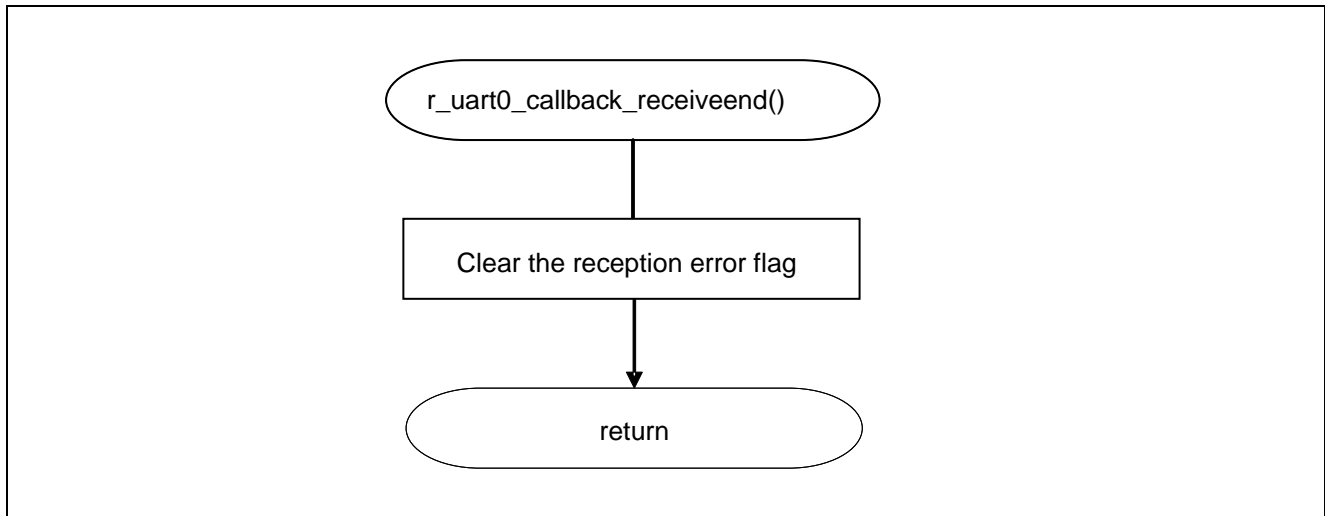 r_uart0_callback_receiveend()
Clear the reception error flag
return